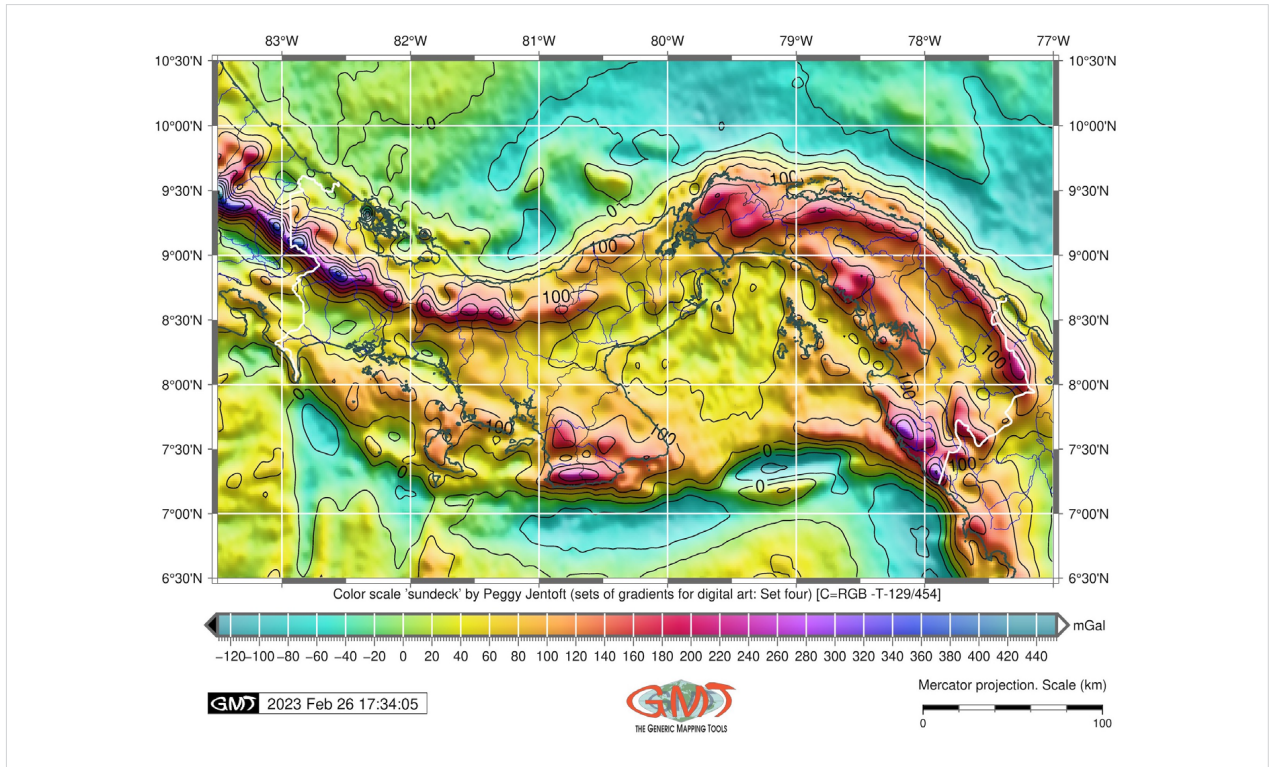 83°W 82°W 81°W 80°W 79°W 78°W 77°W
10°30'N 10°30'N
0
0
10°00'N 0 10°00'N
100
9°30'N 9°30'N
0
9°00'N 100 9°00'N
100
8°30'N 8°30'N
100
8°00'N 100 8°00'N
0
100 100
7°30'N 0 7°30'N
0 100
0
7°00'N 7°00'N
6°30'N 6°30'N
Color scale 'sundeck' by Peggy Jentoft (sets of gradients for digital art: Set four) [C=RGB -T-129/454]
mGal
−120 −100 −80 −60 −40 −20 0 20 40 60 80 100 120 140 160 180 200 220 240 260 280 300 320 340 360 380 400 420 440
GMT 2023 Feb 26 17:34:05
GMT
THE GENERIC MAPPING TOOLS
Mercator projection. Scale (km)
0 100